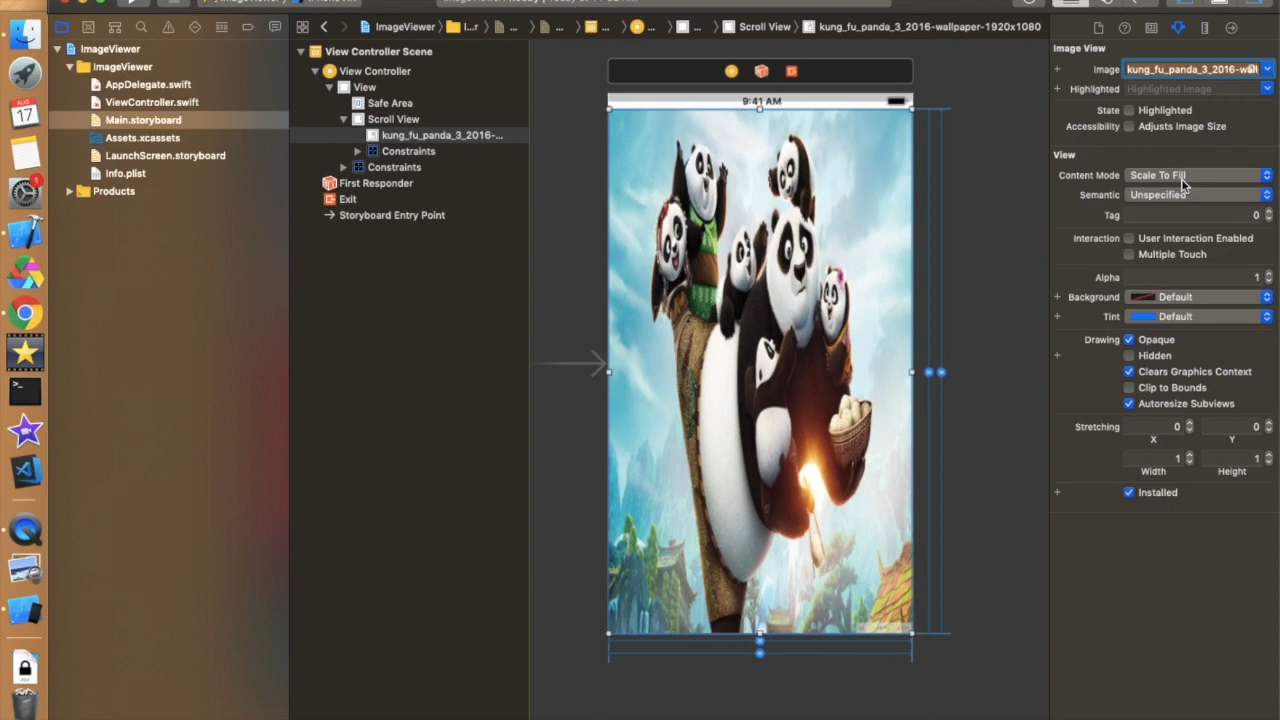 ImageViewer
I...r
...
...
...
...
...
Scroll View
kung_fu_panda_3_2016-wallpaper-1920x1080
ImageViewer
ImageViewer
AppDelegate.swift
ViewController.swift
Main.storyboard
Assets.xcassets
LaunchScreen.storyboard
Info.plist
Products
View Controller Scene
View Controller
View
Safe Area
Scroll View
kung_fu_panda_3_2016-...
Constraints
Constraints
First Responder
Exit
Storyboard Entry Point
9:41 AM
AUG
17
1
>_
Image View
Image
kung_fu_panda_3_2016-wall
Highlighted
Highlighted Image
State
Highlighted
Accessibility
Adjusts Image Size
View
Content Mode
Scale To Fill
Semantic
Unspecified
Tag
0
Interaction
User Interaction Enabled
Multiple Touch
Alpha
1
Background
Default
Tint
Default
Drawing
Opaque
Hidden
Clears Graphics Context
Clip to Bounds
Autoresize Subviews
Stretching
0
0
X
Y
1
1
Width
Height
Installed